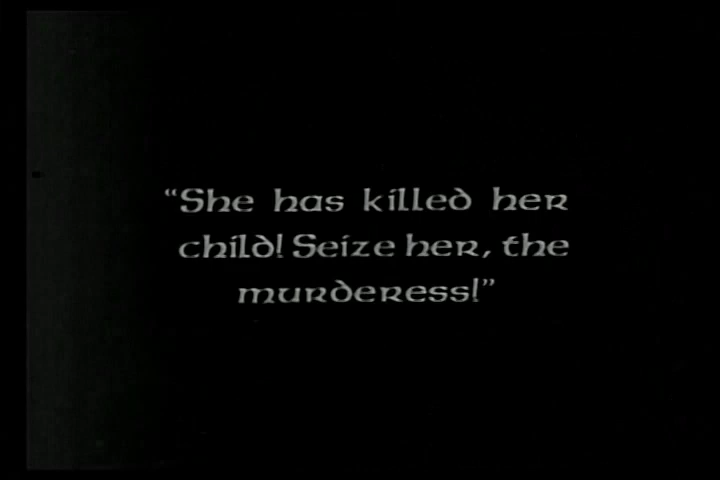 “She has killed her
child! Seize her, the
murderess!”